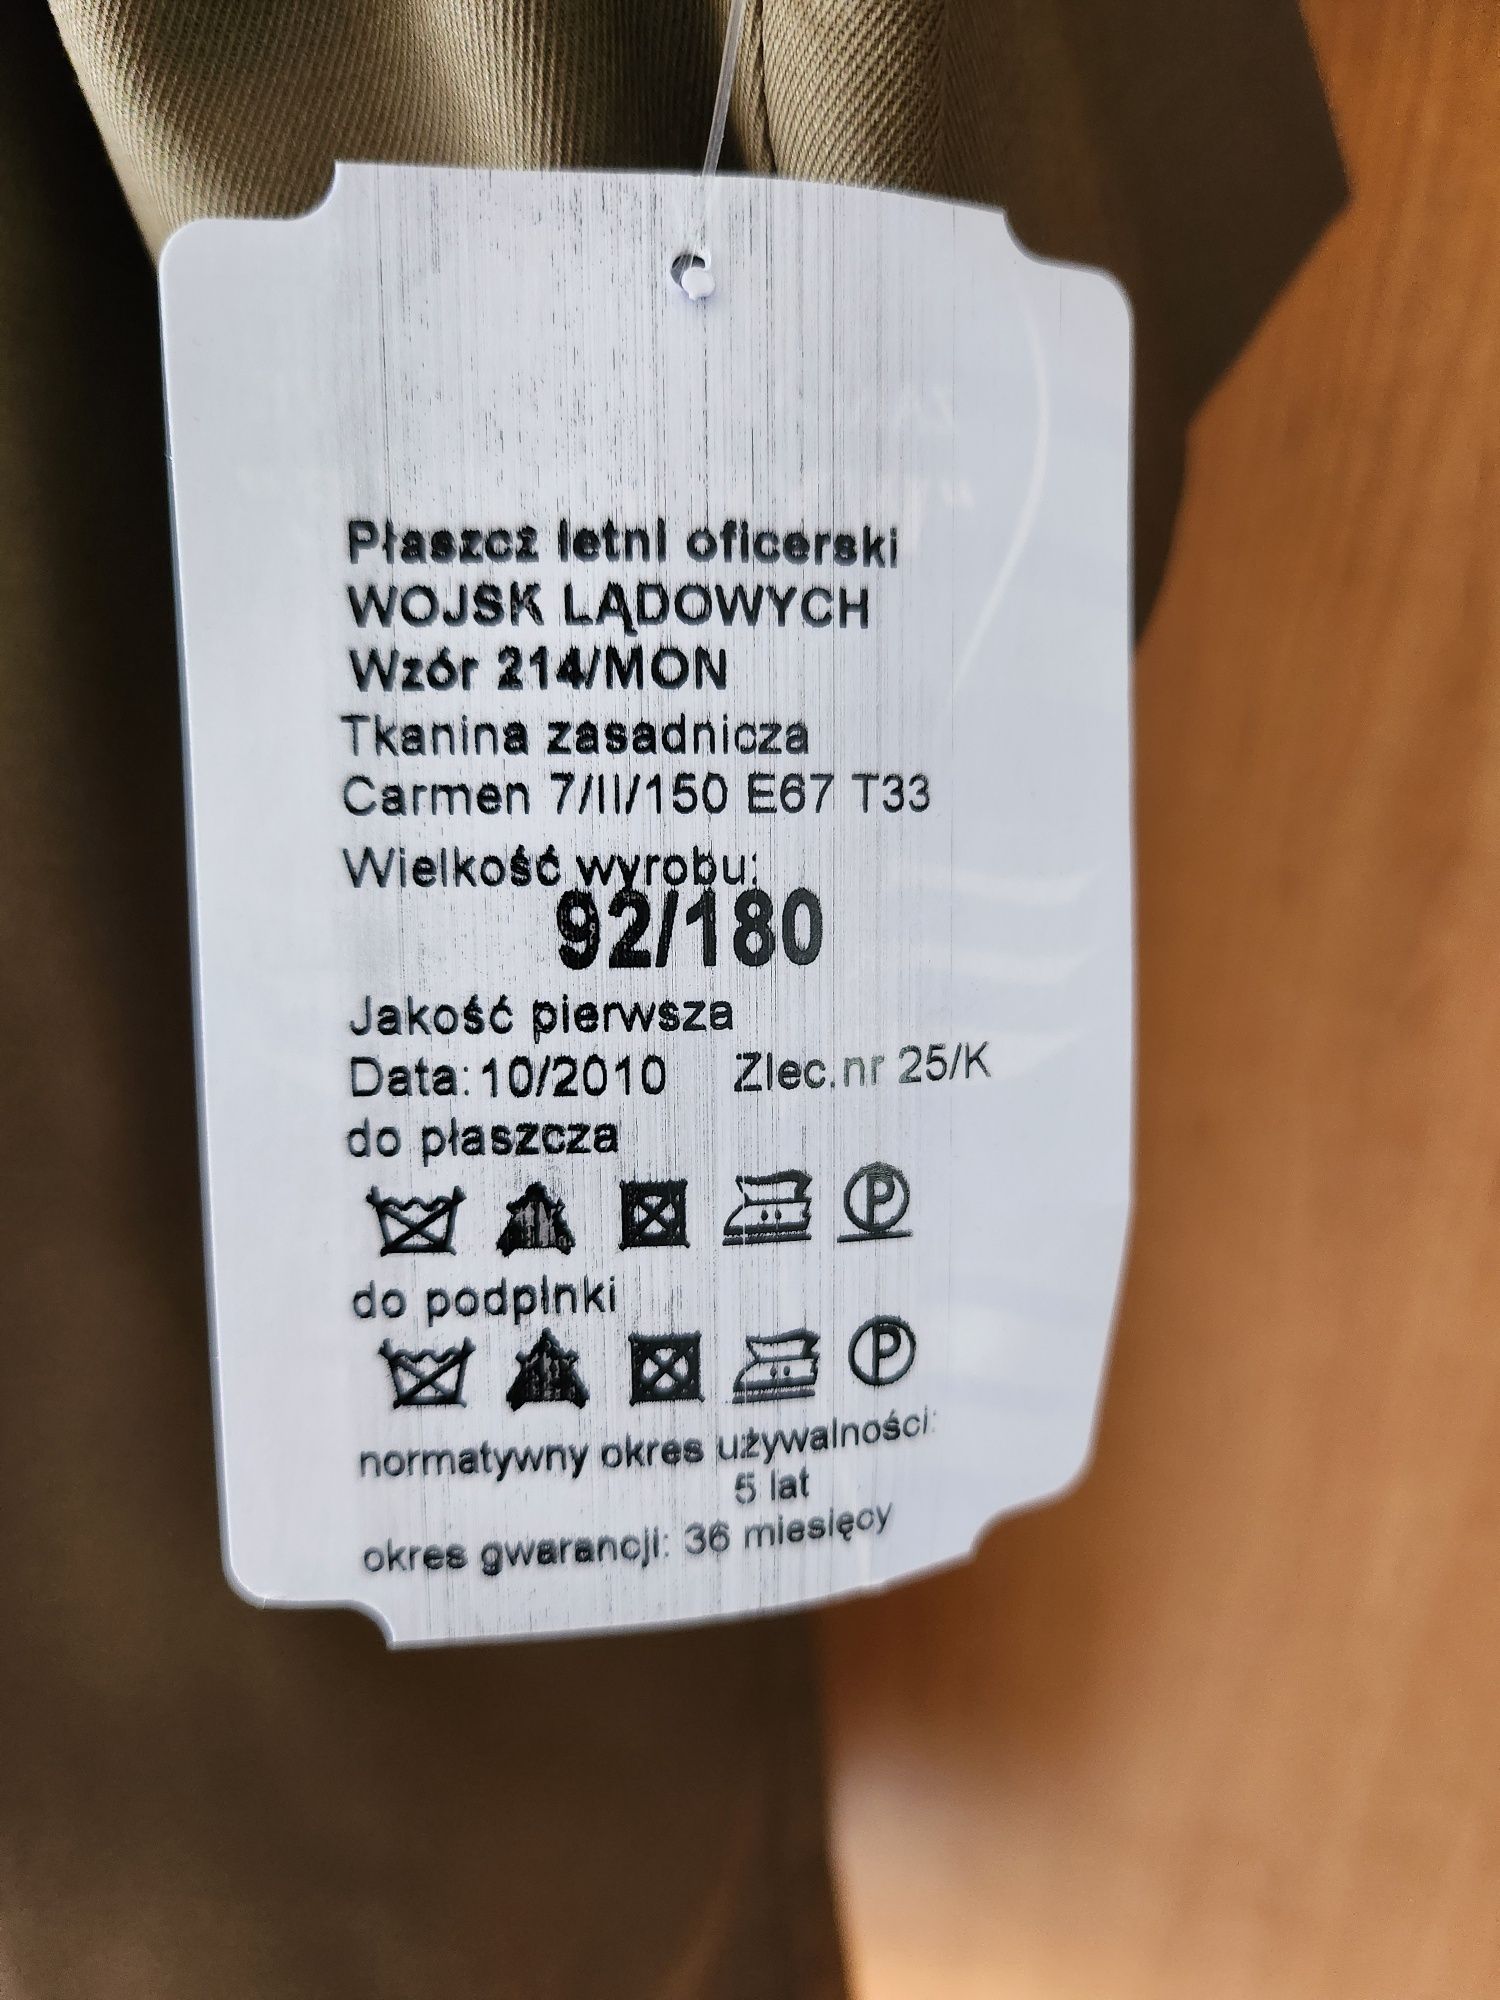 Płaszcz letni oficerski
WOJSK LĄDOWYCH
Wzór 214/MON
Tkanina zasadnicza
Carmen 7/II/150 E67 T33
Wielkość wyrobu:
92/180
Jakość pierwsza
Data: 10/2010 Zlec.nr 25/K
do płaszcza
P
do podpinki
P
normatywny okres używalności:
5 lat
okres gwarancji: 36 miesięcy